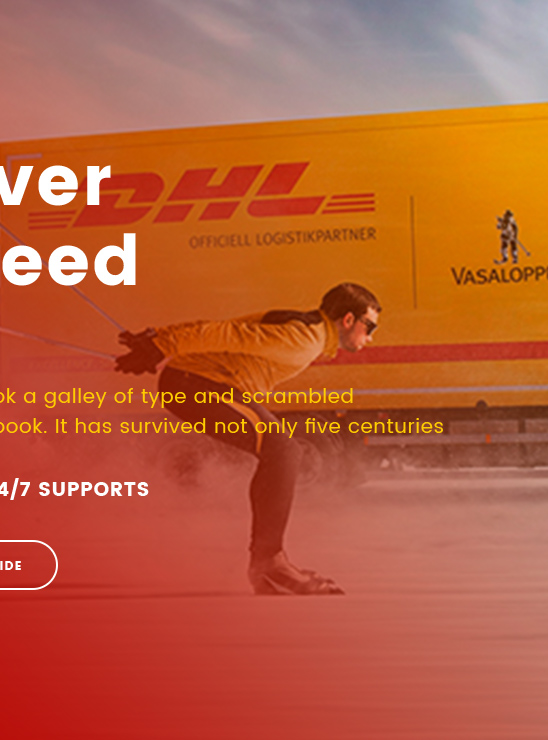 ver
DHL
eed
OFFICIELL LOGISTIKPARTNER
VASALOPP
ok a galley of type and scrambled
book. It has survived not only five centuries
4/7 SUPPORTS
IDE